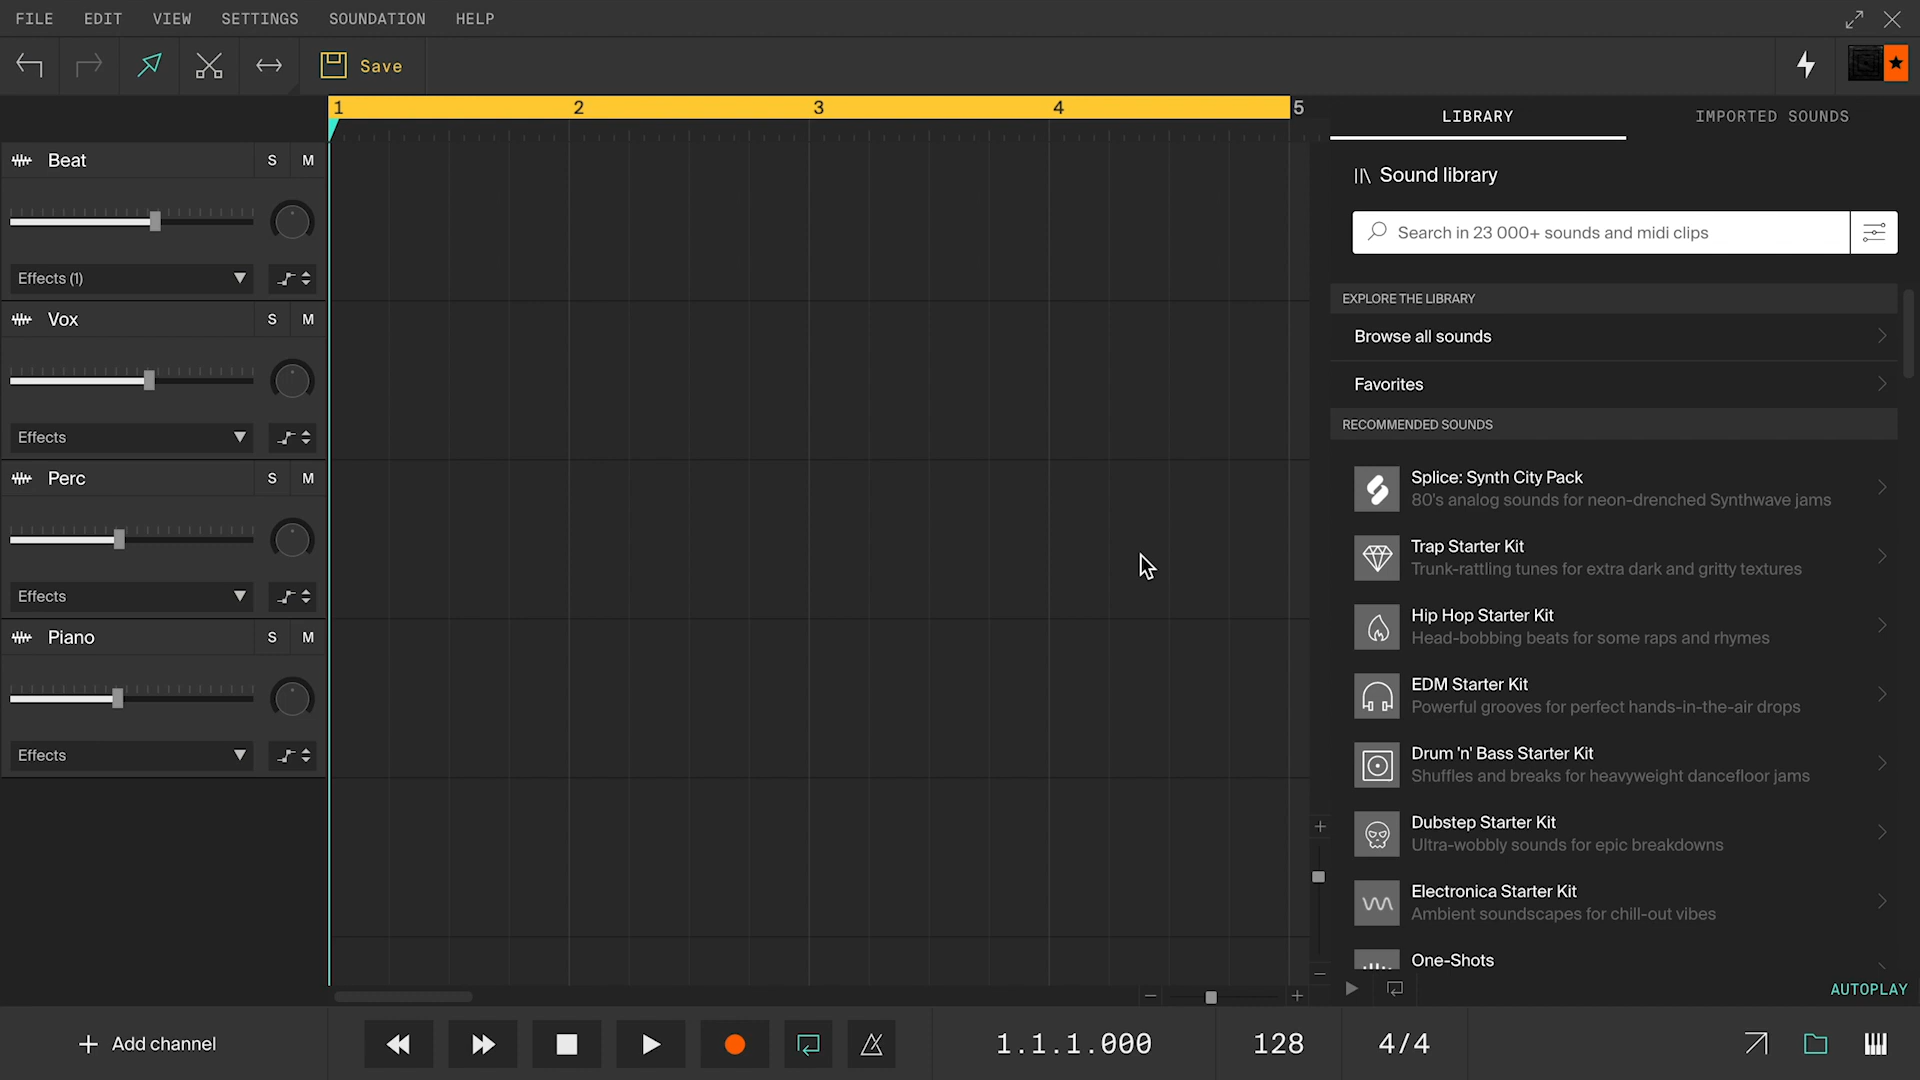 FILE EDIT VIEW SETTINGS SOUNDATION HELP
Save
1 2 3 4 5
LIBRARY IMPORTED SOUNDS
Beat S M
Effects (1)
Vox S M
Effects
Perc S M
Effects
Piano S M
Effects
Sound library
Search in 23 000+ sounds and midi clips
EXPLORE THE LIBRARY
Browse all sounds
Favorites
RECOMMENDED SOUNDS
Splice: Synth City Pack
80's analog sounds for neon-drenched Synthwave jams
Trap Starter Kit
Trunk-rattling tunes for extra dark and gritty textures
Hip Hop Starter Kit
Head-bobbing beats for some raps and rhymes
EDM Starter Kit
Powerful grooves for perfect hands-in-the-air drops
Drum 'n' Bass Starter Kit
Shuffles and breaks for heavyweight dancefloor jams
Dubstep Starter Kit
Ultra-wobbly sounds for epic breakdowns
Electronica Starter Kit
Ambient soundscapes for chill-out vibes
One-Shots
AUTOPLAY
+ Add channel
1.1.1.000 128 4/4